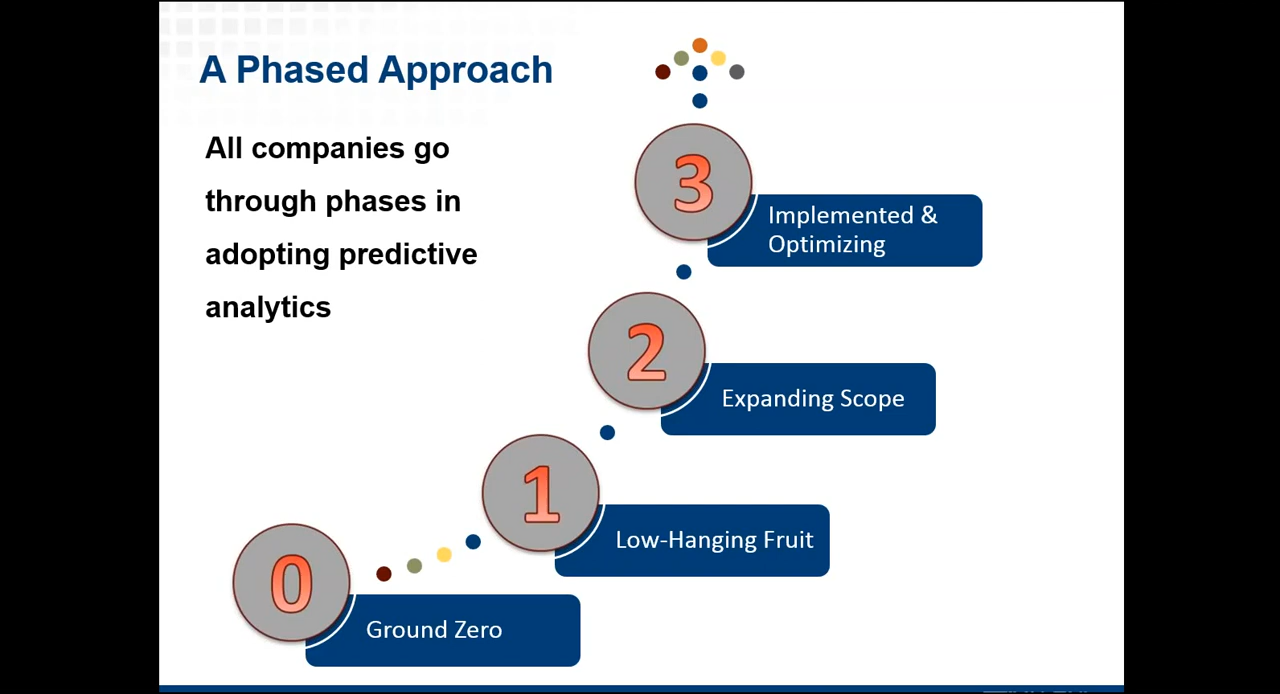 A Phased Approach
All companies go
through phases in
adopting predictive
analytics
3
Implemented &
Optimizing
2
Expanding Scope
1
Low-Hanging Fruit
0
Ground Zero